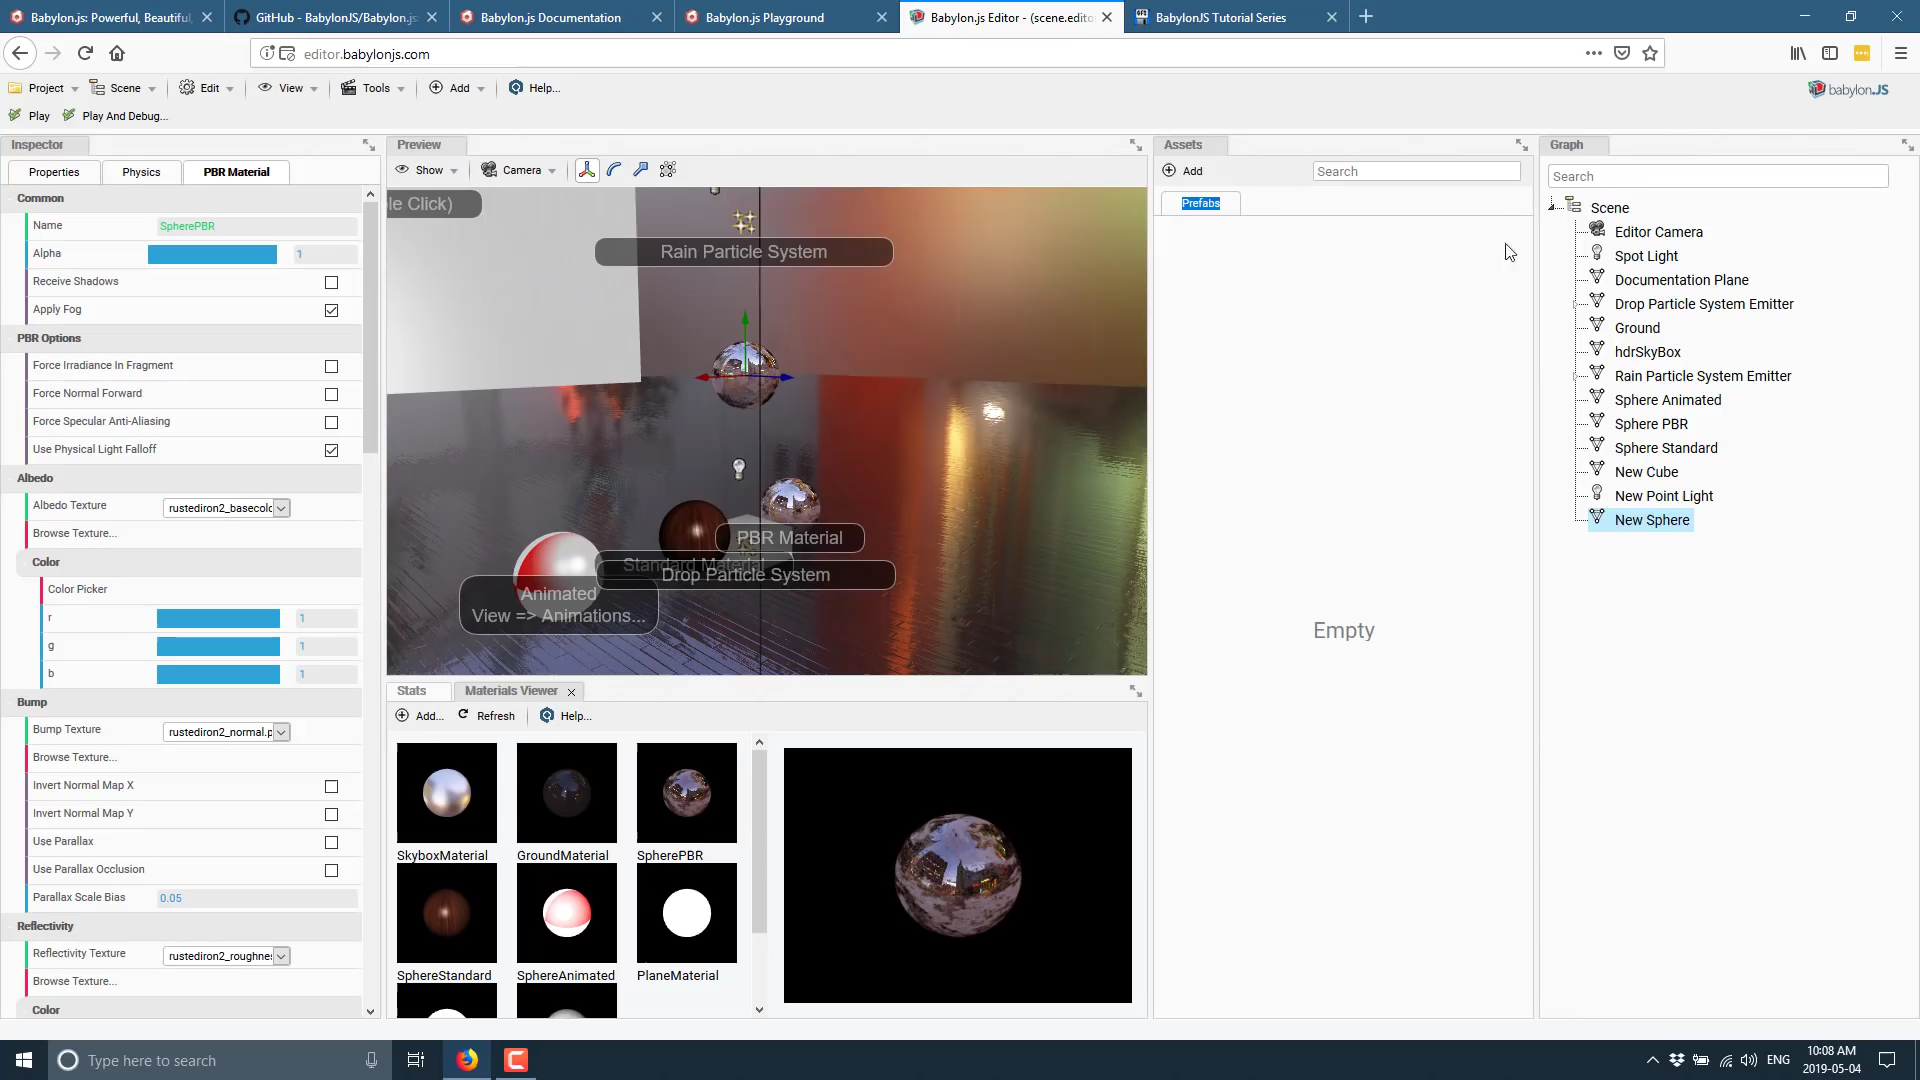 Babylon.js: Powerful, Beautiful,
GitHub - BabylonJS/Babylon.js:
Babylon.js Documentation
Babylon.js Playground
Babylon.js Editor - (scene.editor
BabylonJS Tutorial Series
editor.babylonjs.com
Project
Scene
Edit
View
Tools
Add
Help...
babylon.JS
Play
Play And Debug...
Inspector
Properties
Physics
PBR Material
Common
Name
SpherePBR
Alpha
1
Receive Shadows
Apply Fog
PBR Options
Force Irradiance In Fragment
Force Normal Forward
Force Specular Anti-Aliasing
Use Physical Light Falloff
Albedo
Albedo Texture
rustediron2_basecolo
Browse Texture...
Color
Color Picker
r
1
g
1
b
1
Bump
Bump Texture
rustediron2_normal.p
Browse Texture...
Invert Normal Map X
Invert Normal Map Y
Use Parallax
Use Parallax Occlusion
Parallax Scale Bias
0.05
Reflectivity
Reflectivity Texture
rustediron2_roughnes
Browse Texture...
Color
Preview
Show
Camera
le Click)
Rain Particle System
PBR Material
Standard Material
Drop Particle System
Animated
View => Animations...
Stats
Materials Viewer
Add...
Refresh
Help...
SkyboxMaterial
GroundMaterial
SpherePBR
SphereStandard
SphereAnimated
PlaneMaterial
Assets
Add
Search
Prefabs
Empty
Graph
Search
Scene
Editor Camera
Spot Light
Documentation Plane
Drop Particle System Emitter
Ground
hdrSkyBox
Rain Particle System Emitter
Sphere Animated
Sphere PBR
Sphere Standard
New Cube
New Point Light
New Sphere
Type here to search
ENG
10:08 AM
2019-05-04